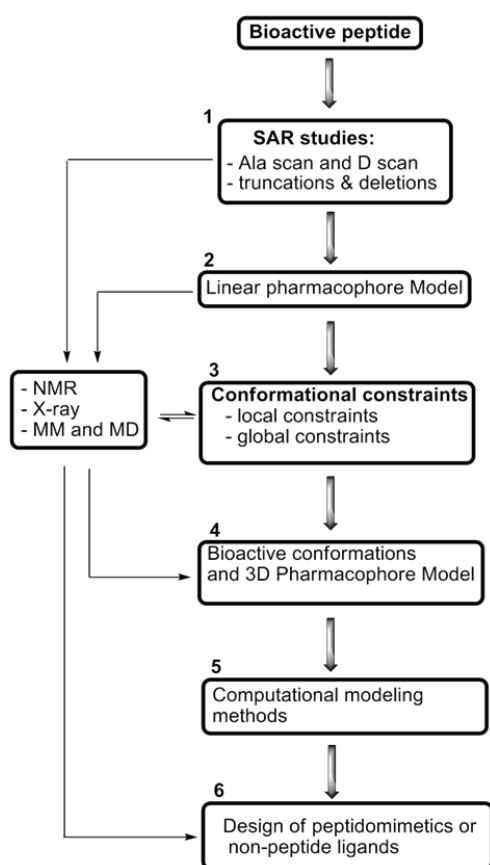 Bioactive peptide
1
SAR studies:
- Ala scan and D scan
- truncations & deletions
2
Linear pharmacophore Model
- NMR
- X-ray
- MM and MD
3
Conformational constraints
- local constraints
- global constraints
4
Bioactive conformations
and 3D Pharmacophore Model
5
Computational modeling
methods
6
Design of peptidomimetics or
non-peptide ligands